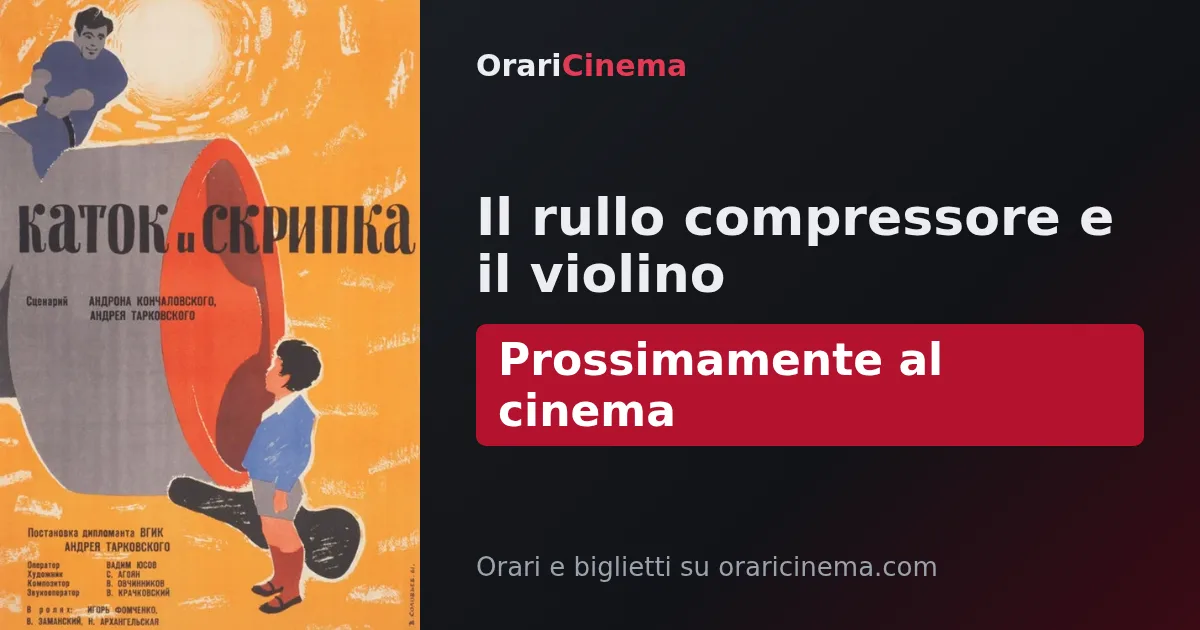 каток и скрипка
Сценарий АНДРОНА КОНЧАЛОВСКОГО,
АНДРЕЯ ТАРКОВСКОГО
Постановка дипломанта ВГИК
АНДРЕЯ ТАРКОВСКОГО
Оператор ВАДИМ ЮСОВ
Художник С. АГОЯН
Композитор В. ОВЧИННИКОВ
Звукооператор В. КРАЧКОВСКИЙ
В ролях: ИГОРЬ ФОМЧЕНКО,
В. ЗАМАНСКИЙ, Н. АРХАНГЕЛЬСКАЯ
OrariCinema
Il rullo compressore e
il violino
Prossimamente al
cinema
Orari e biglietti su oraricinema.com